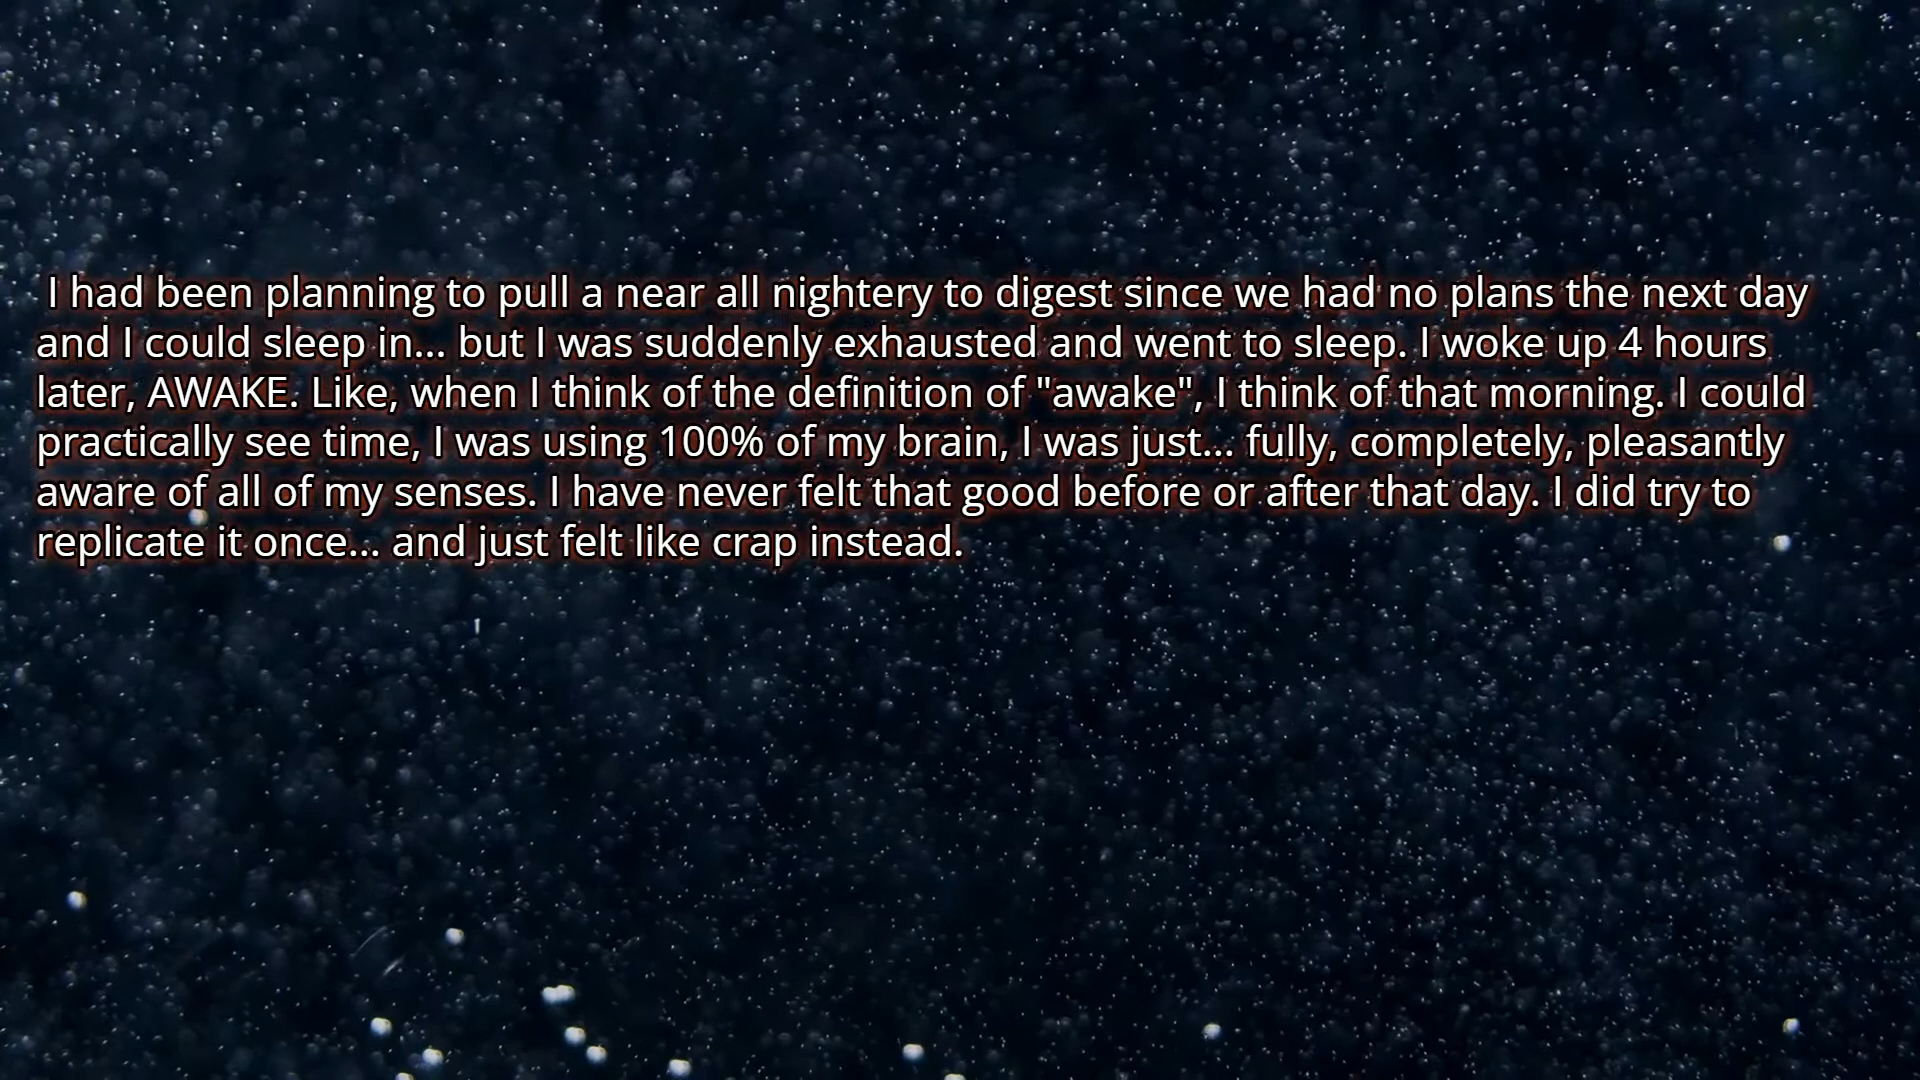 I had been planning to pull a near all nightery to digest since we had no plans the next day
and I could sleep in... but I was suddenly exhausted and went to sleep. I woke up 4 hours
later, AWAKE. Like, when I think of the definition of "awake", I think of that morning. I could
practically see time, I was using 100% of my brain, I was just... fully, completely, pleasantly
aware of all of my senses. I have never felt that good before or after that day. I did try to
replicate it once... and just felt like crap instead.